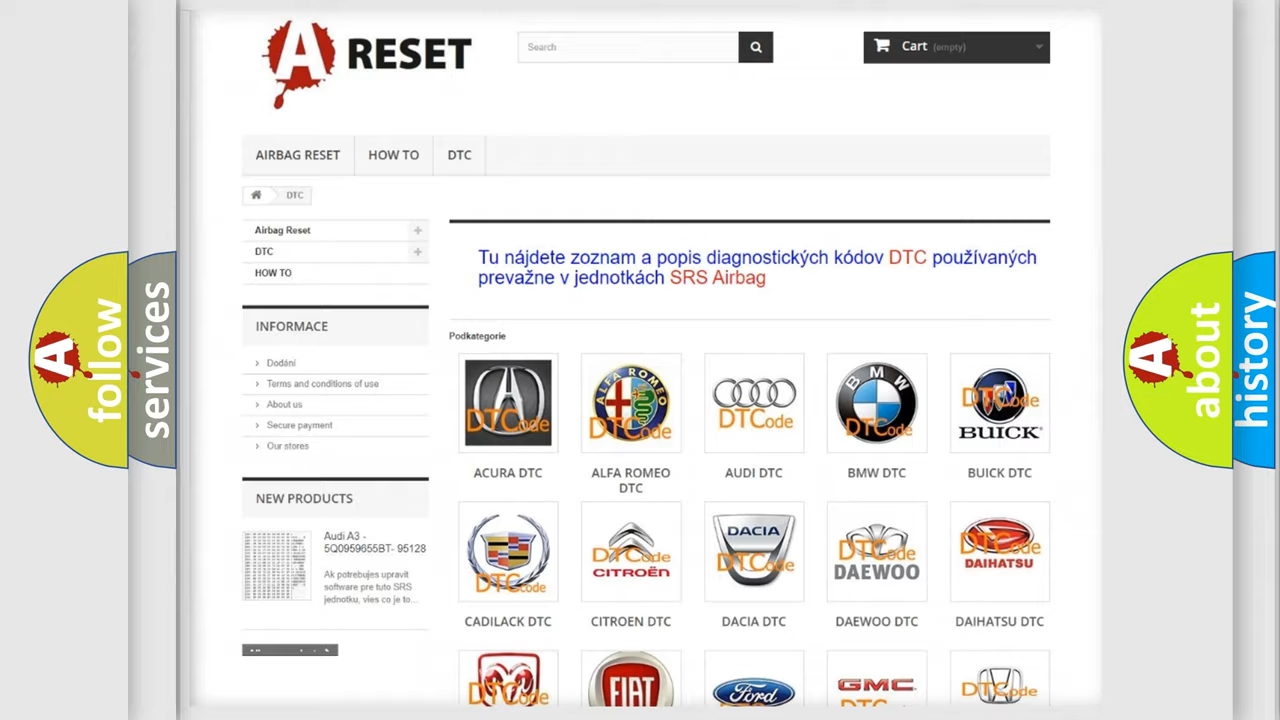 A RESET
Search
Cart (empty)
AIRBAG RESET
HOW TO
DTC
DTC
Airbag Reset
DTC
HOW TO
INFORMACE
Dodání
Terms and conditions of use
About us
Secure payment
Our stores
NEW PRODUCTS
Audi A3 -
5Q0959655BT- 95128
Ak potrebujes upravit
software pre tuto SRS
jednotku, vies co je to...
Tu nájdete zoznam a popis diagnostických kódov DTC používaných
prevažne v jednotkách SRS Airbag
Podkategorie
DTCode
ALFA ROMEO
DTCode
DTCode
BMW
DTCode
DTCode
BUICK
ACURA DTC
ALFA ROMEO
DTC
AUDI DTC
BMW DTC
BUICK DTC
DTCode
DTCode
CITROËN
DACIA
DTCode
DTCode
DAEWOO
DTCode
DAIHATSU
CADILACK DTC
CITROEN DTC
DACIA DTC
DAEWOO DTC
DAIHATSU DTC
DTCode
FIAT
Ford
GMC
DTCode
A follow
services
A about
history